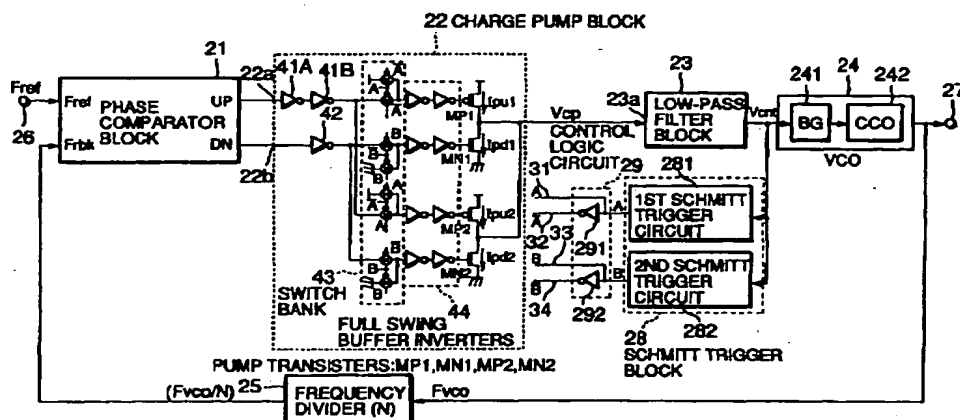 22 CHARGE PUMP BLOCK
21
22a
41A
41B
Fref
26
Fref
Frbk
PHASE
COMPARATOR
BLOCK
UP
DN
42
22b
A
A
A
B
B
B
A
A
A
B
B
B
MP1
Ipu1
MN1
Ipd1
MP2
Ipu2
MN2
Ipd2
43
SWITCH
BANK
44
FULL SWING
BUFFER INVERTERS
PUMP TRANSISTERS:MP1,MN1,MP2,MN2
Vcp
23
23a
LOW-PASS
FILTER
BLOCK
Vcnt
24
241
242
BG
CCO
VCO
27
CONTROL
LOGIC
CIRCUIT
29
281
31
A
A
32
33
291
A
1ST SCHMITT
TRIGGER
CIRCUIT
B
B
34
292
B
2ND SCHMITT
TRIGGER
CIRCUIT
282
28
SCHMITT TRIGGER
BLOCK
(Fvco/N)
25
FREQUENCY
DIVIDER (N)
Fvco